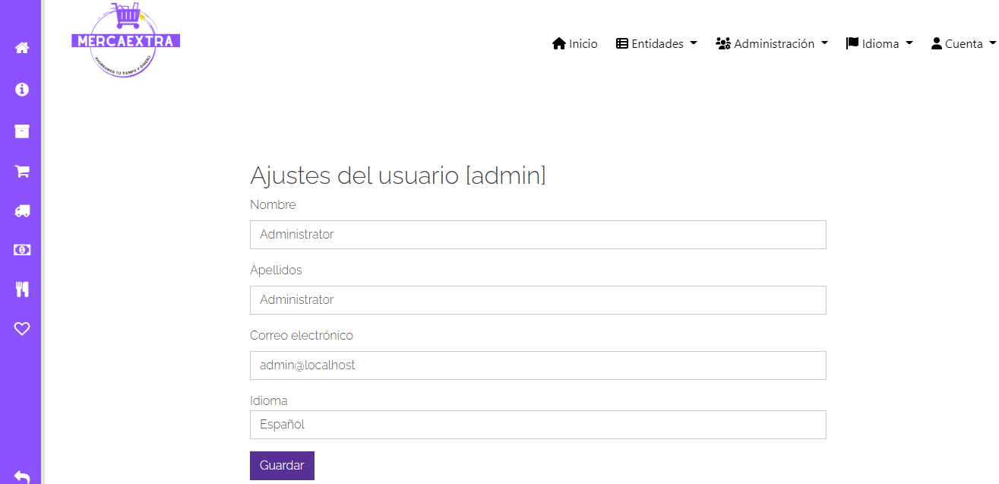 MERCAEXTRA
AHORRAMOS TU TIEMPO Y DINERO
Inicio Entidades Administración Idioma Cuenta
Ajustes del usuario [admin]
Nombre
Administrator
Apellidos
Administrator
Correo electrónico
admin@localhost
Idioma
Español
Guardar